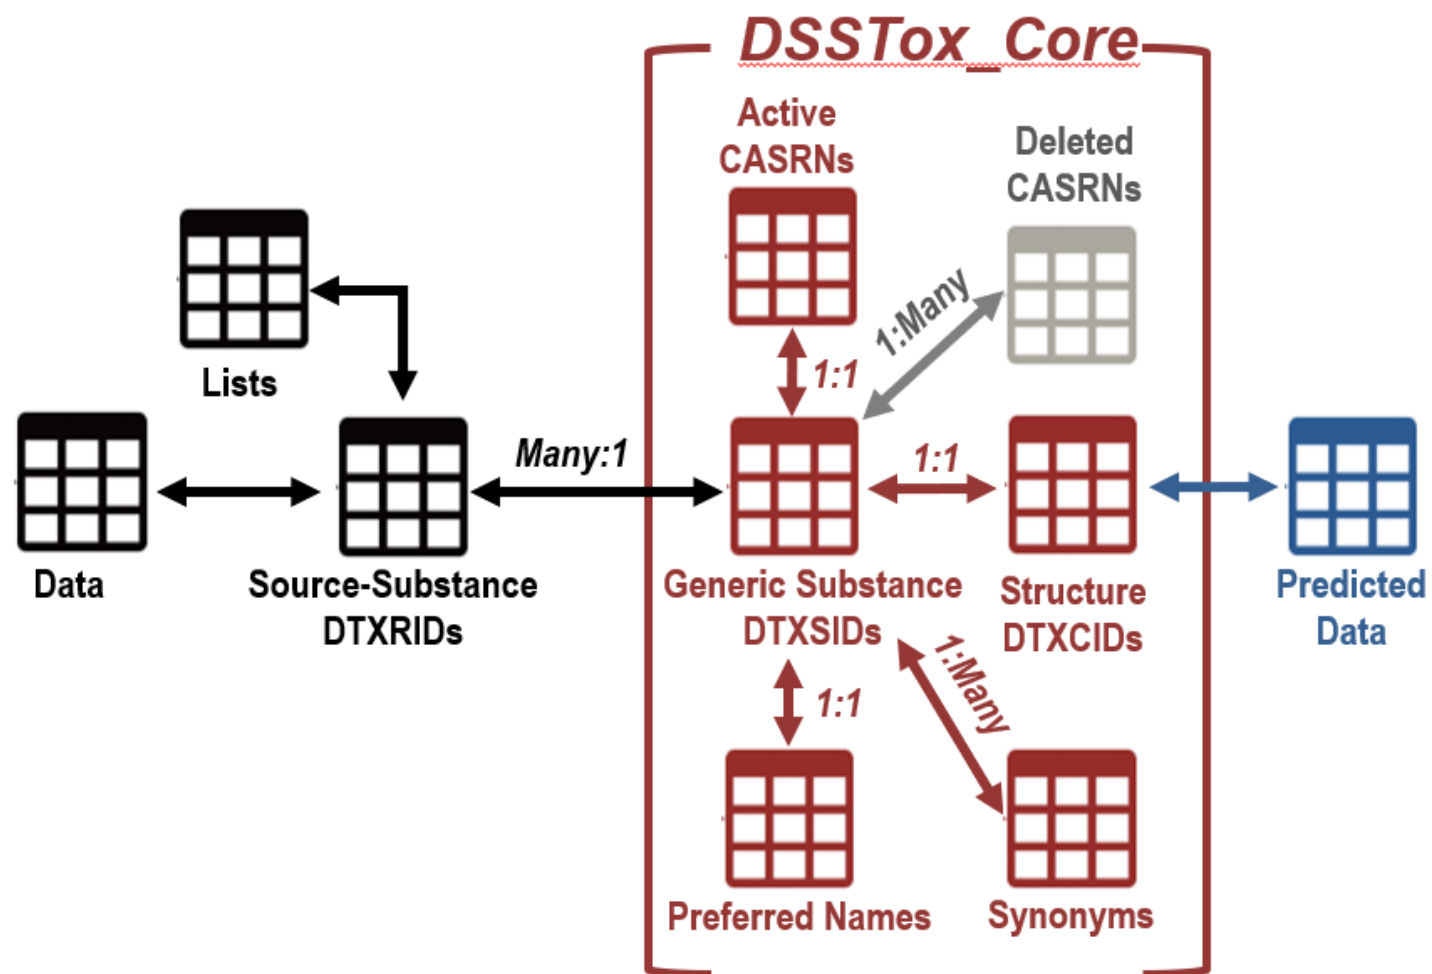 DSSTox_Core
Active
CASRNs
Deleted
CASRNs
1:Many
1:1
Lists
Many:1
1:1
Data
Source-Substance
DTXRIDs
Generic Substance
DTXSIDs
Structure
DTXCIDs
Predicted
Data
1:1
1:Many
Preferred Names
Synonyms